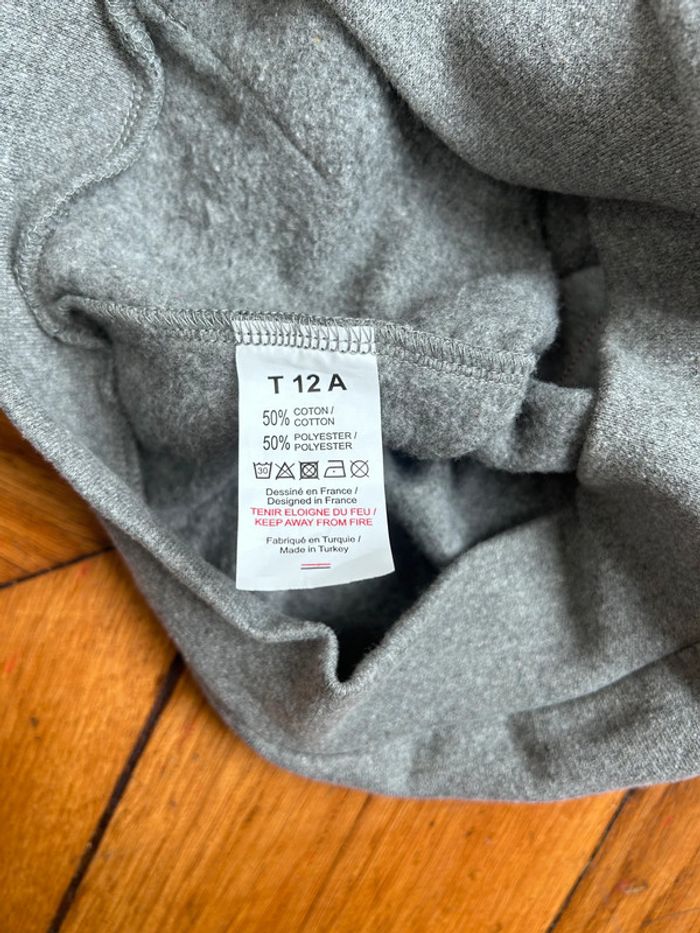 T 12 A
50% COTON /
COTTON
50% POLYESTER /
POLYESTER
30
Dessiné en France /
Designed in France
TENIR ELOIGNE DU FEU /
KEEP AWAY FROM FIRE
Fabriqué en Turquie /
Made in Turkey